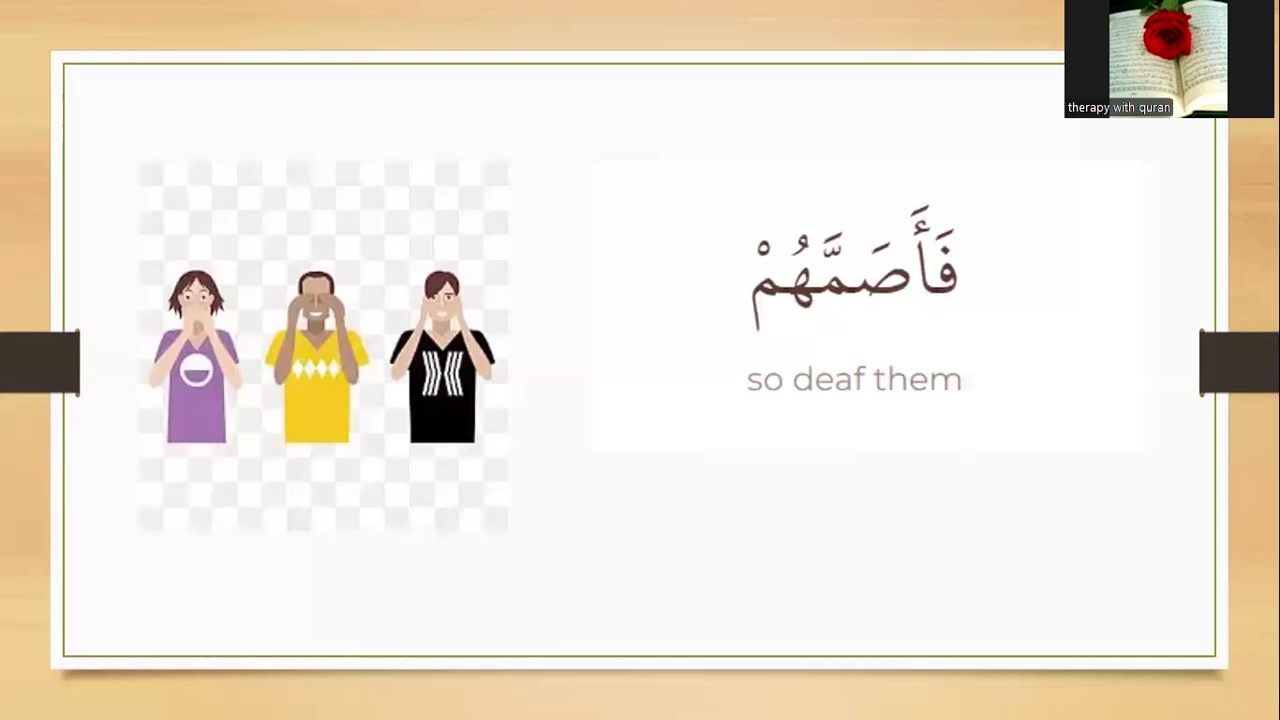 therapy with quran
فَأَصَمَّهُمْ
so deaf them